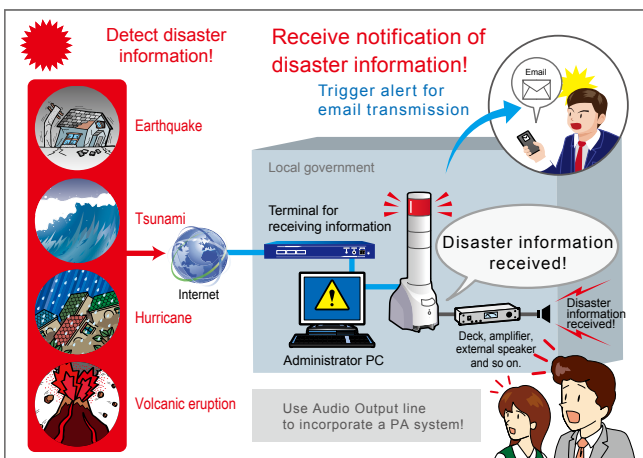 Detect disaster
information!
Receive notification of
disaster information!
Trigger alert for
email transmission
Email
Earthquake
Tsunami
Hurricane
Volcanic eruption
Internet
Local government
Terminal for
receiving information
Administrator PC
Disaster information
received!
Deck, amplifier,
external speaker
and so on.
Disaster
information
received!
Use Audio Output line
to incorporate a PA system!